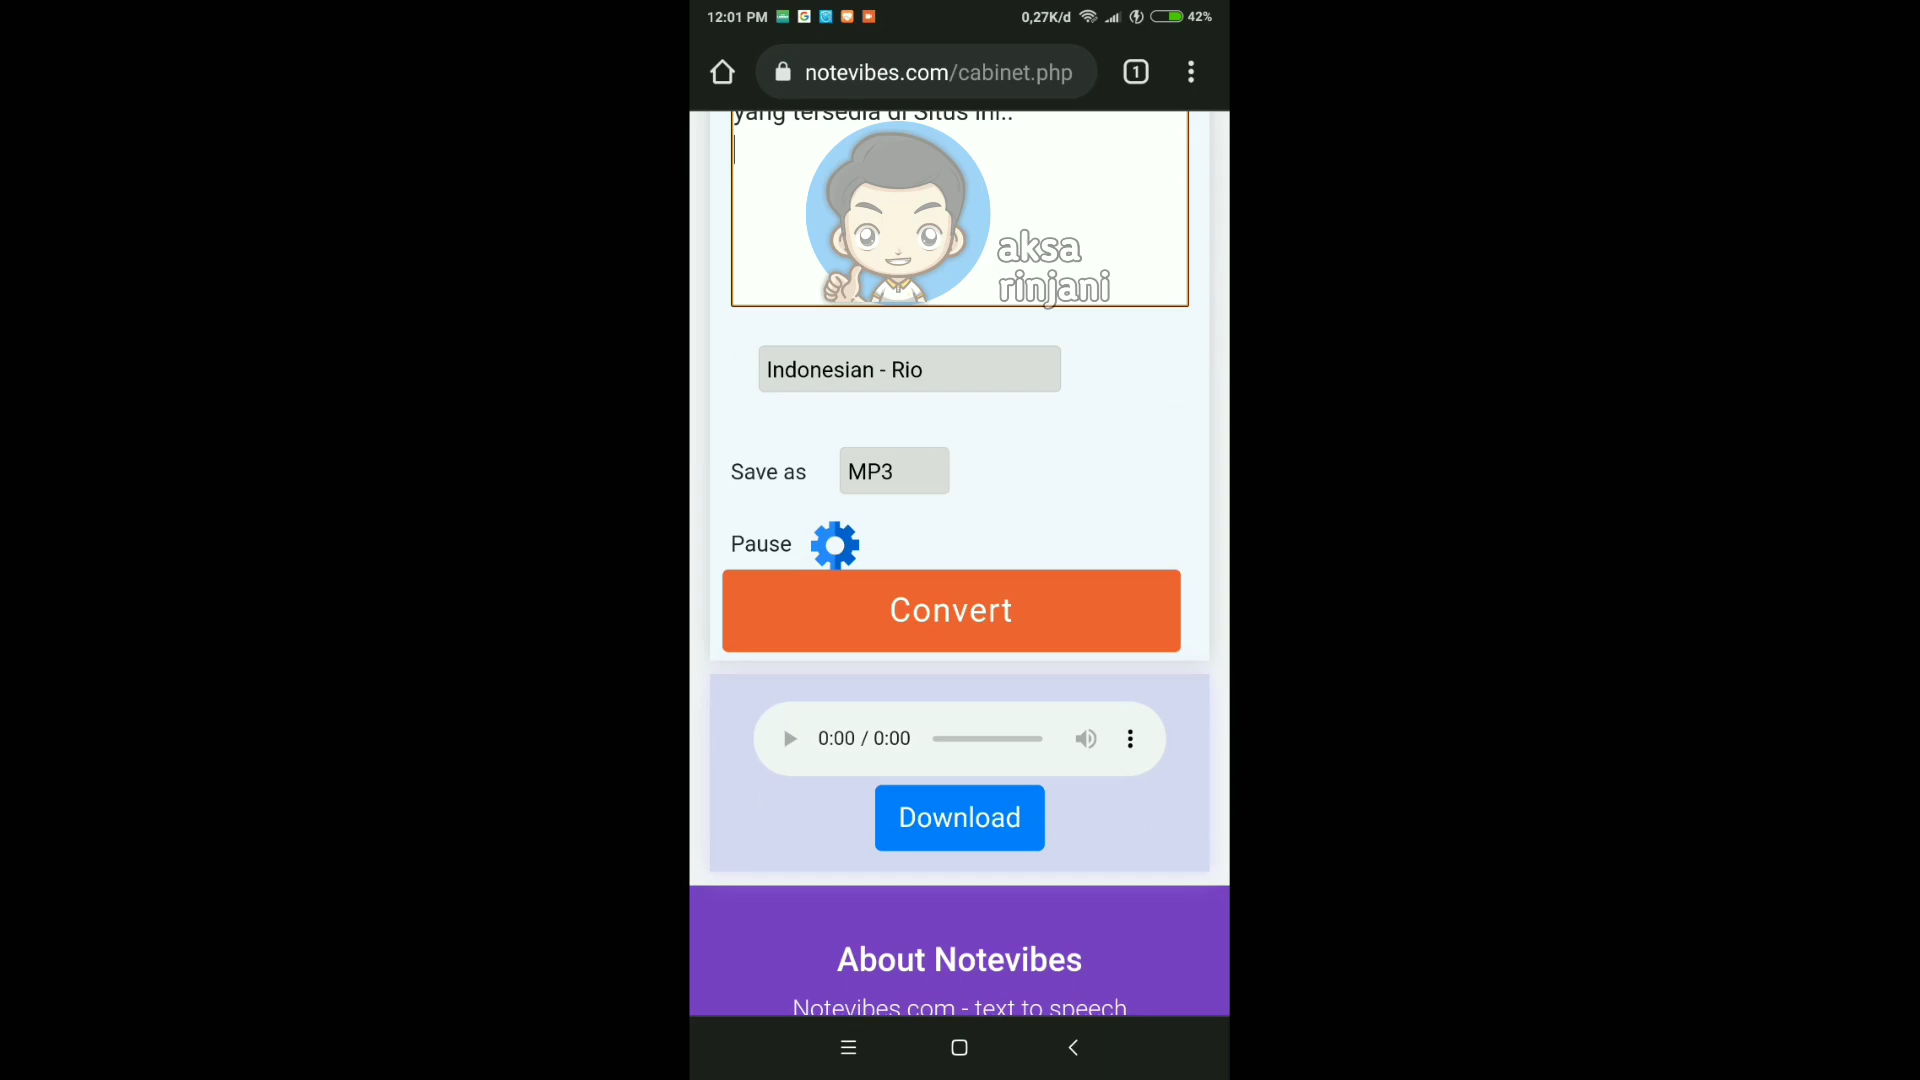 12:01 PM
0,27K/d
42%
notevibes.com/cabinet.php
1
yang tersedia di Situs ini..
aksa
rinjani
Indonesian - Rio
Save as
MP3
Pause
Convert
0:00 / 0:00
Download
About Notevibes
Notevibes.com - text to speech